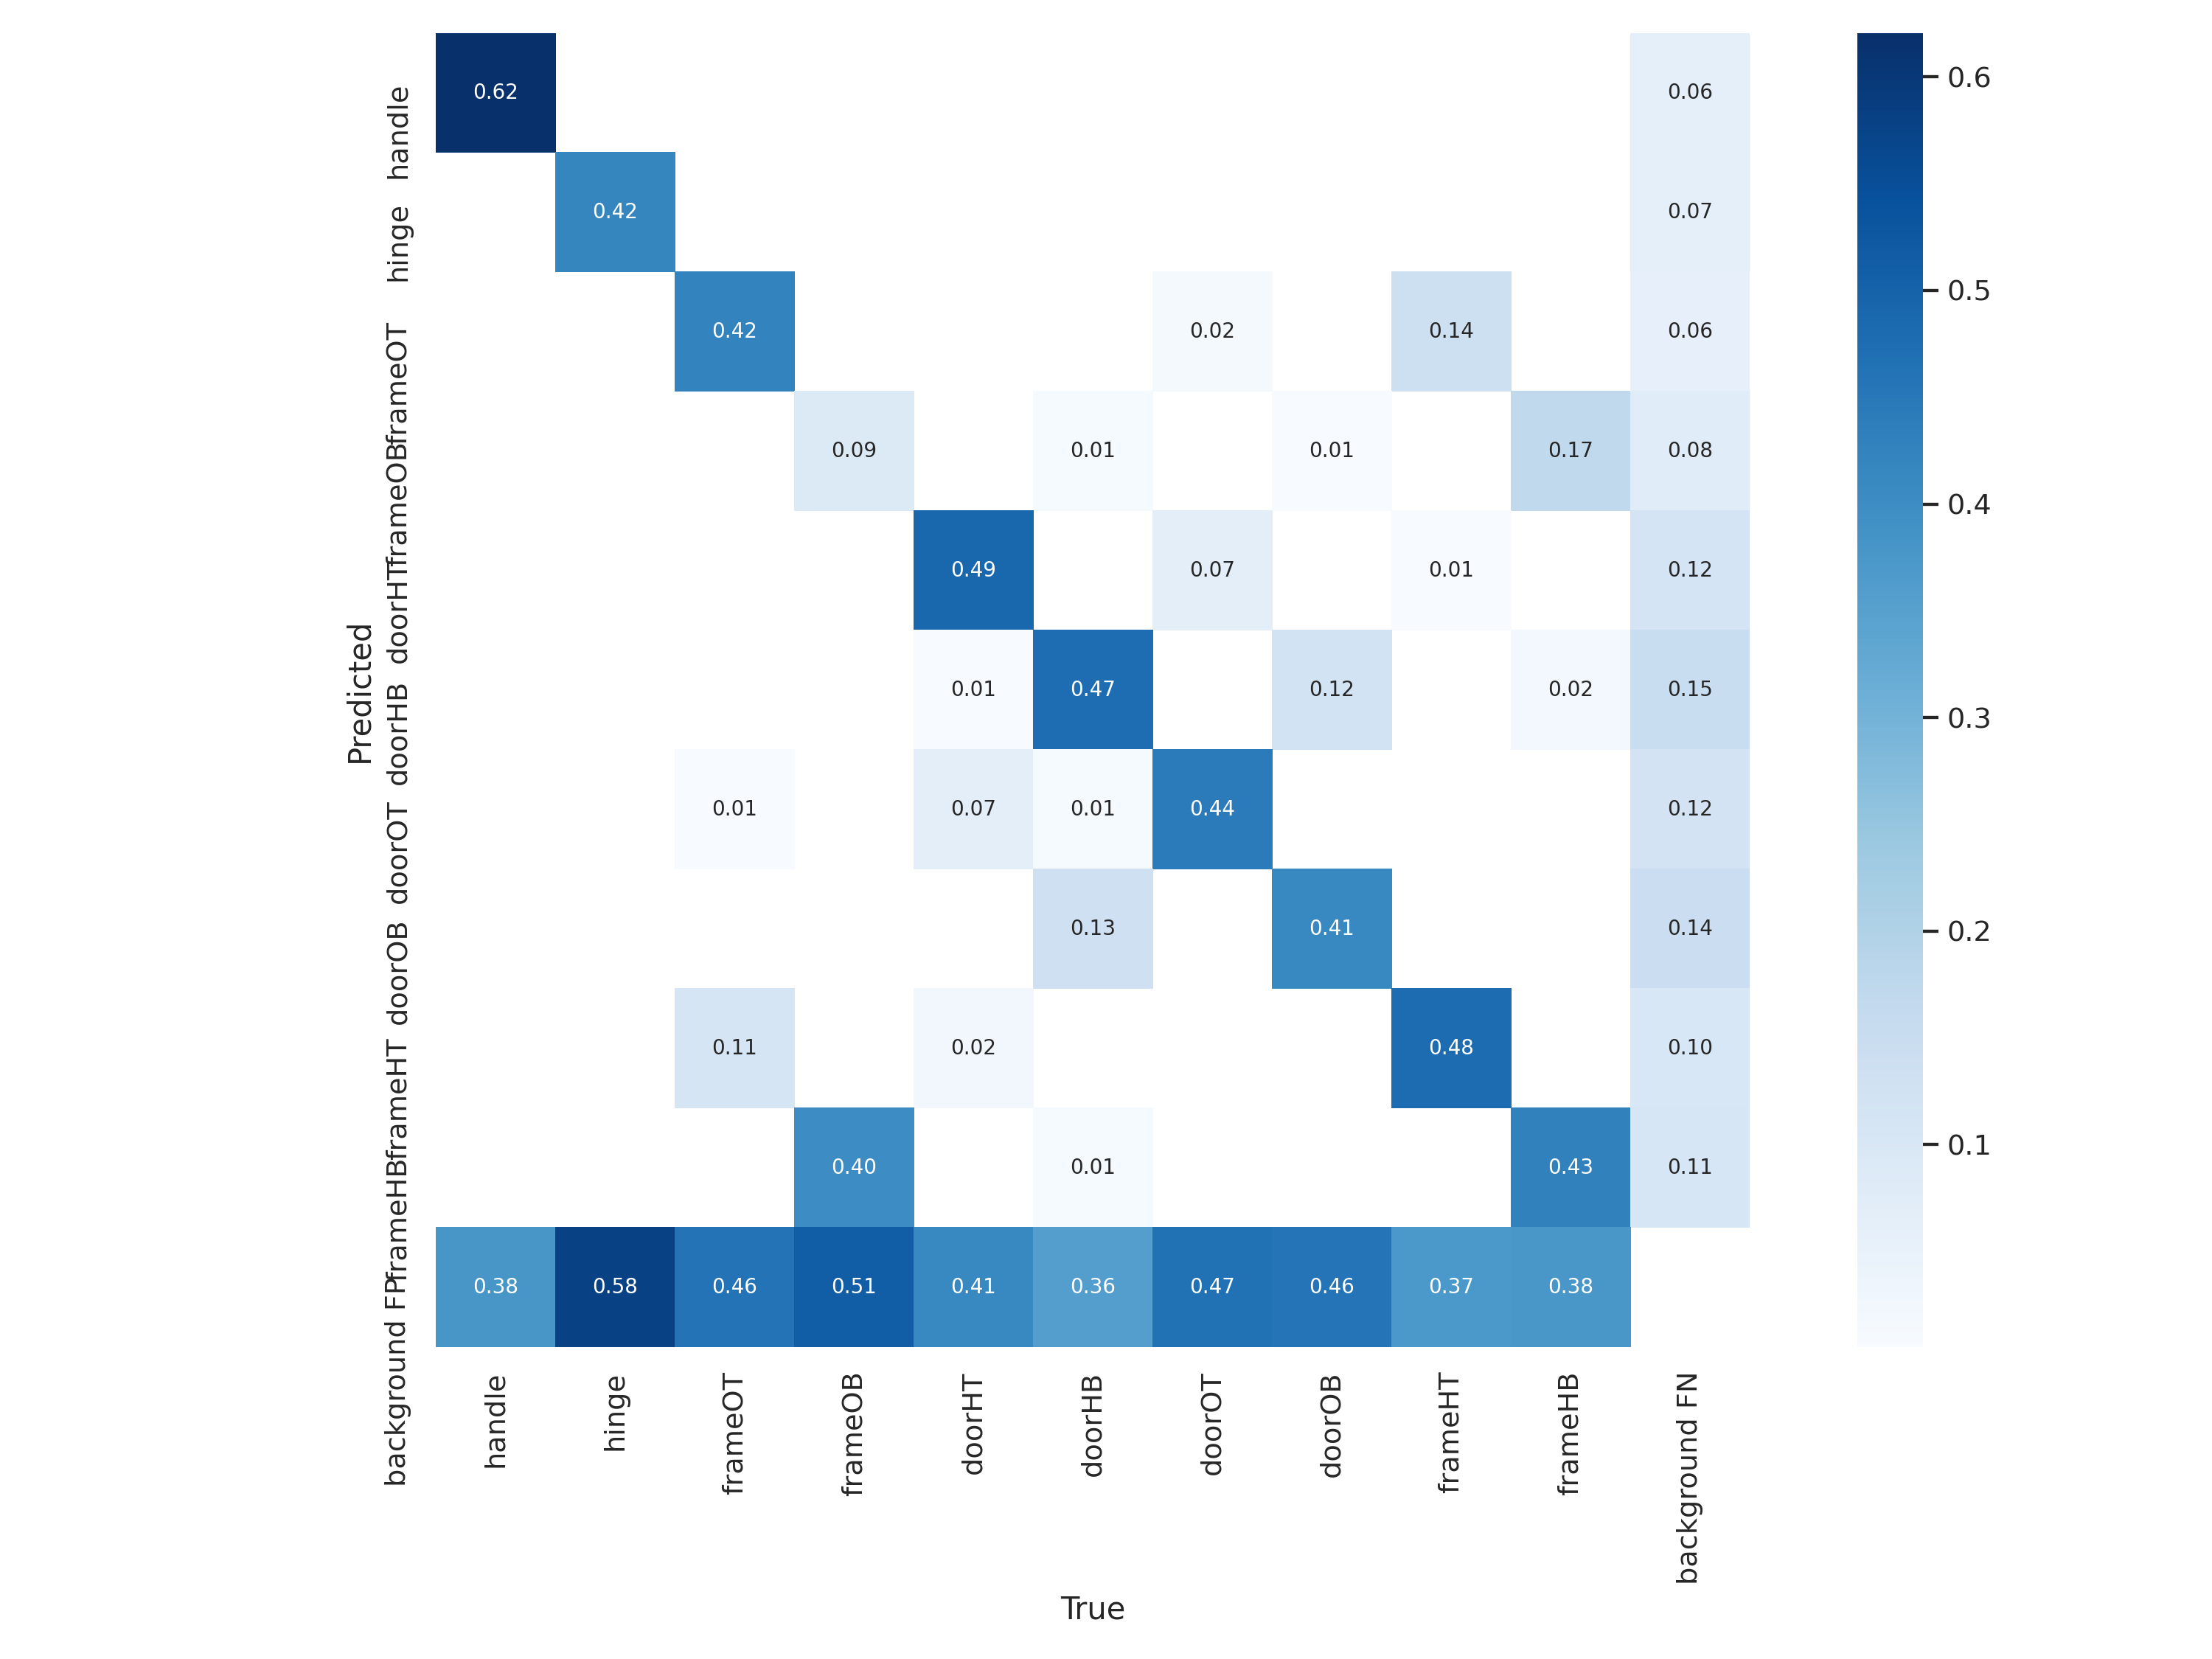 Predicted
handle
0.62
0.06
hinge
0.42
0.07
frameOT
0.42
0.02
0.14
0.06
frameOB
0.09
0.01
0.01
0.17
0.08
doorHT
0.49
0.07
0.01
0.12
doorHB
0.01
0.47
0.12
0.02
0.15
doorOT
0.01
0.07
0.01
0.44
0.12
doorOB
0.13
0.41
0.14
frameHT
0.11
0.02
0.48
0.10
frameHB
0.40
0.01
0.43
0.11
background FP
0.38
0.58
0.46
0.51
0.41
0.36
0.47
0.46
0.37
0.38
handle
hinge
frameOT
frameOB
doorHT
doorHB
doorOT
doorOB
frameHT
frameHB
background FN
True
0.6
0.5
0.4
0.3
0.2
0.1